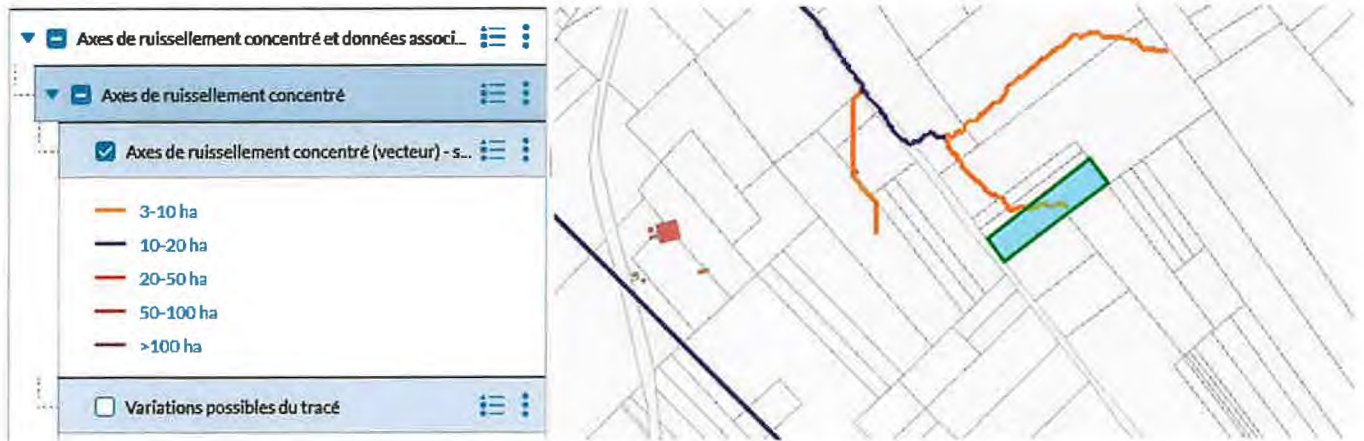 Axes de ruissellement concentré et données associ...
Axes de ruissellement concentré
Axes de ruissellement concentré (vecteur) - s...
3-10 ha
10-20 ha
20-50 ha
50-100 ha
>100 ha
Variations possibles du tracé